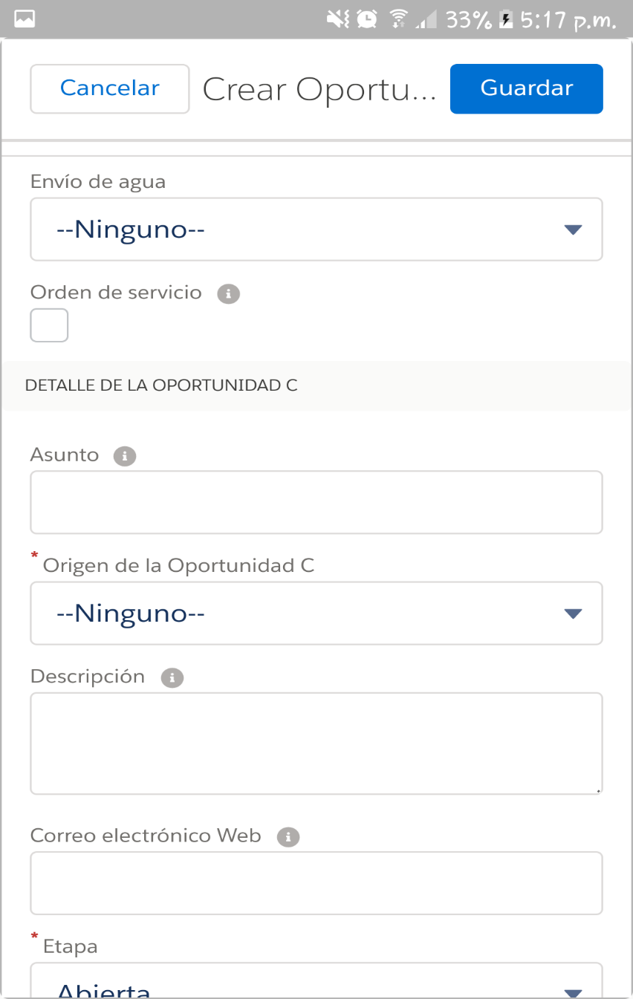 33% 5:17 p.m.
Cancelar Crear Oportu... Guardar
Envío de agua
--Ninguno--
Orden de servicio
DETALLE DE LA OPORTUNIDAD C
Asunto
* Origen de la Oportunidad C
--Ninguno--
Descripción
Correo electrónico Web
* Etapa
Abierta